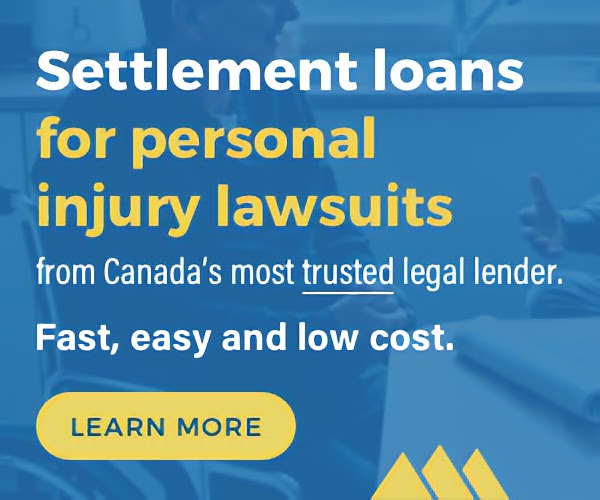 Settlement loans
for personal
injury lawsuits
from Canada's most trusted legal lender.
Fast, easy and low cost.
LEARN MORE